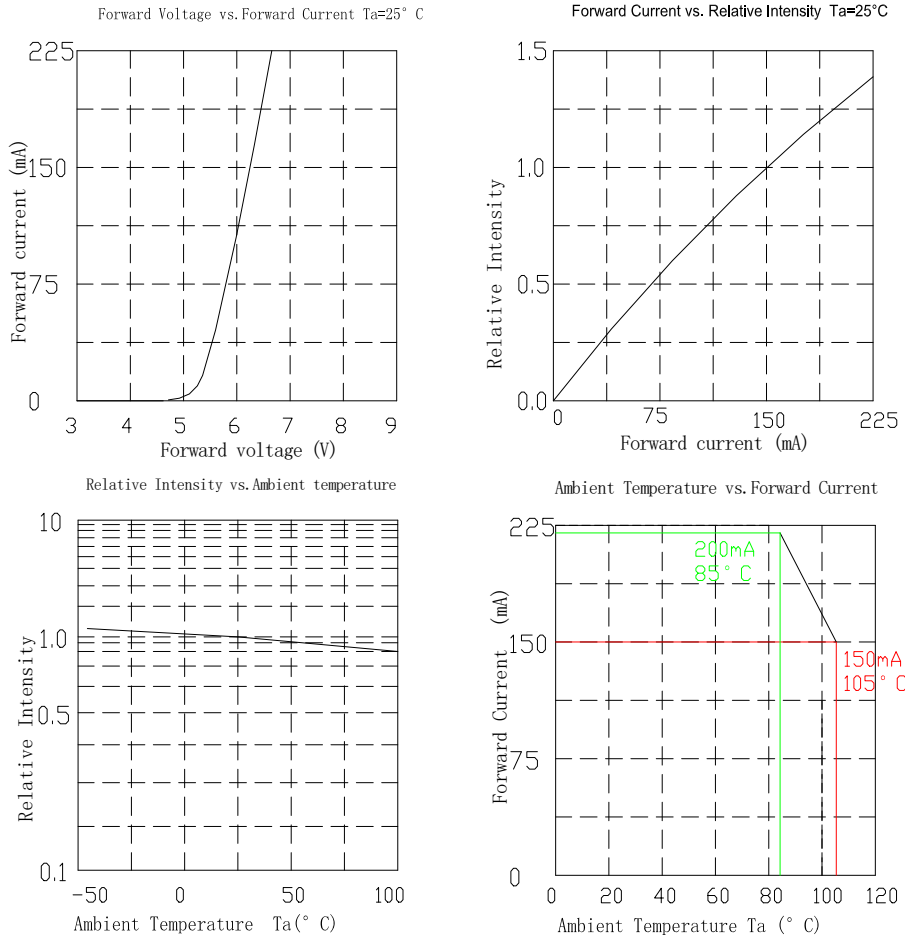 Forward Voltage vs.Forward Current Ta=25° C
225
150
75
0
3 4 5 6 7 8 9
Forward current (mA)
Forward voltage (V)
Forward Current vs. Relative Intensity Ta=25°C
1.5
1.0
0.5
0.0
0 75 150 225
Relative Intensity
Forward current (mA)
Relative Intensity vs.Ambient temperature
10
1.0
0.5
0.1
-50 0 50 100
Relative Intensity
Ambient Temperature Ta(° C)
Ambient Temperature vs.Forward Current
225
150
75
0
0 20 40 60 80 100 120
Forward Current (mA)
200mA
85° C
150mA
105° C
Ambient Temperature Ta (° C)